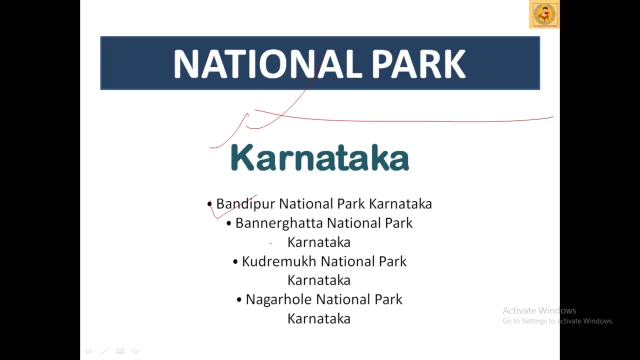 NATIONAL PARK
Karnataka
• Bandipur National Park Karnataka
• Bannerghatta National Park
Karnataka
• Kudremukh National Park
Karnataka
• Nagarhole National Park
Karnataka
Activate Windows
Go to Settings to activate Windows.